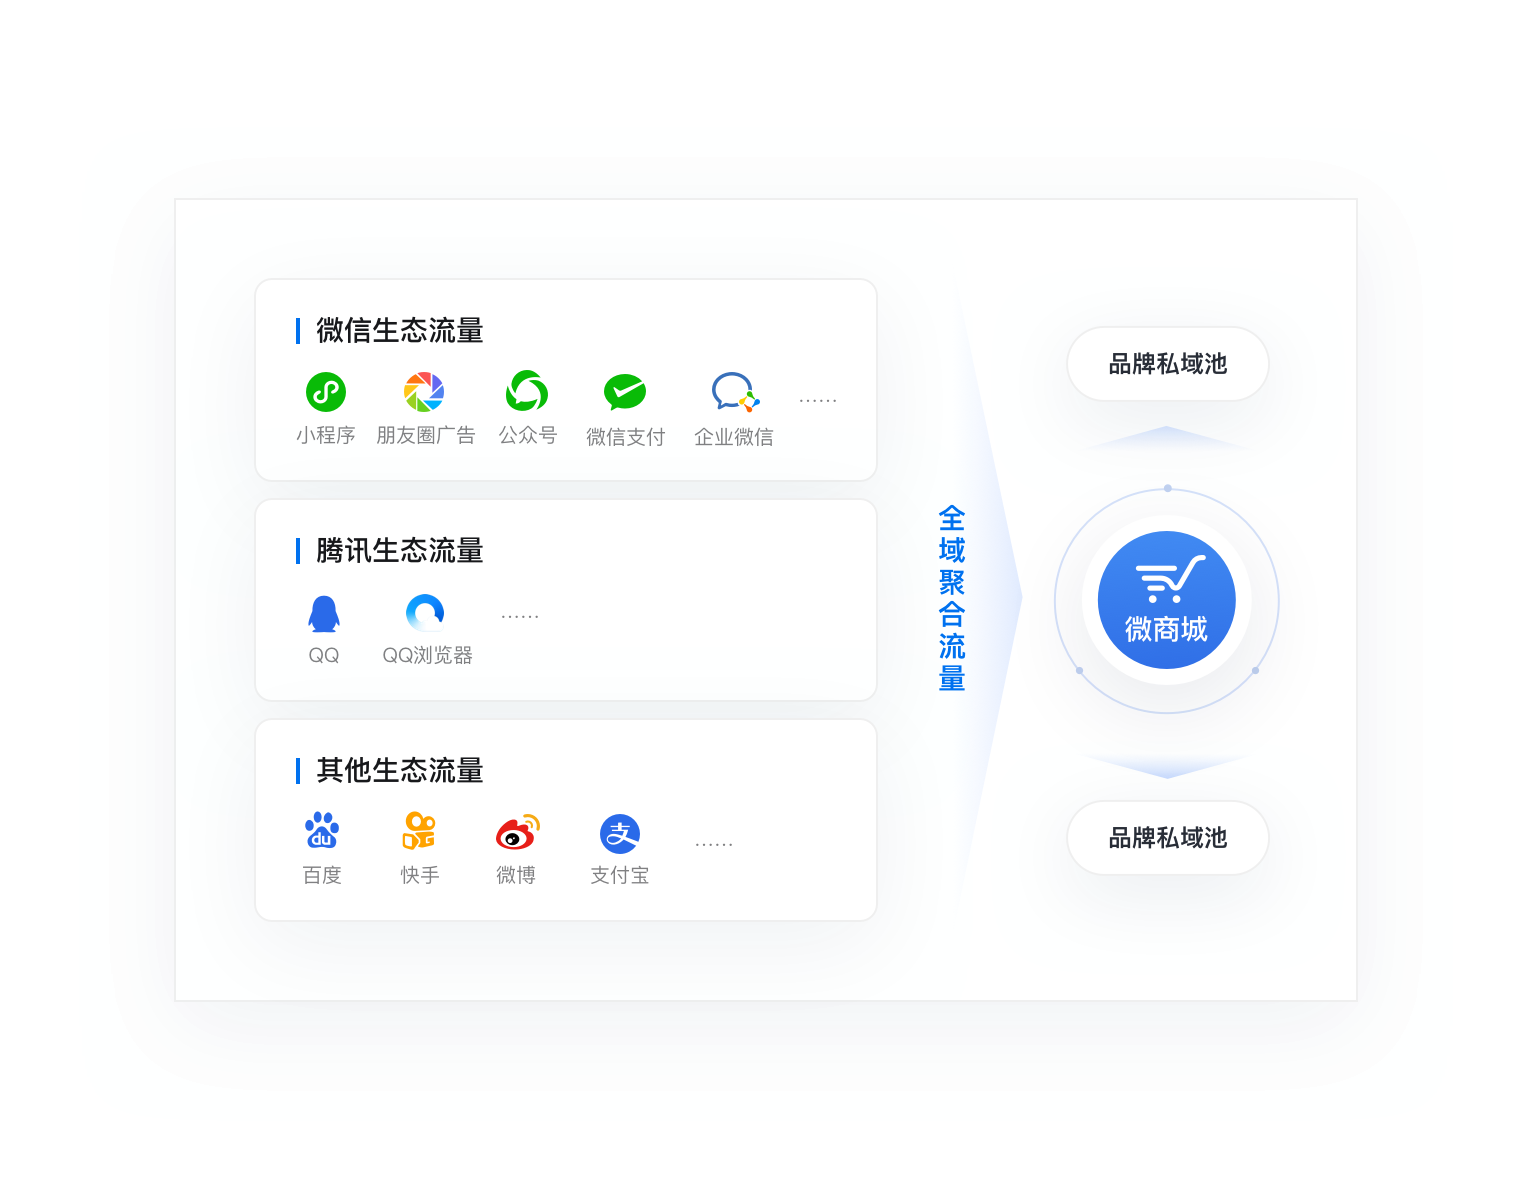 微信生态流量
小程序 朋友圈广告 公众号 微信支付 企业微信 ……
腾讯生态流量
QQ QQ浏览器 ……
其他生态流量
du
百度 快手 微博 支付宝 ……
全域聚合流量
品牌私域池
微商城
品牌私域池